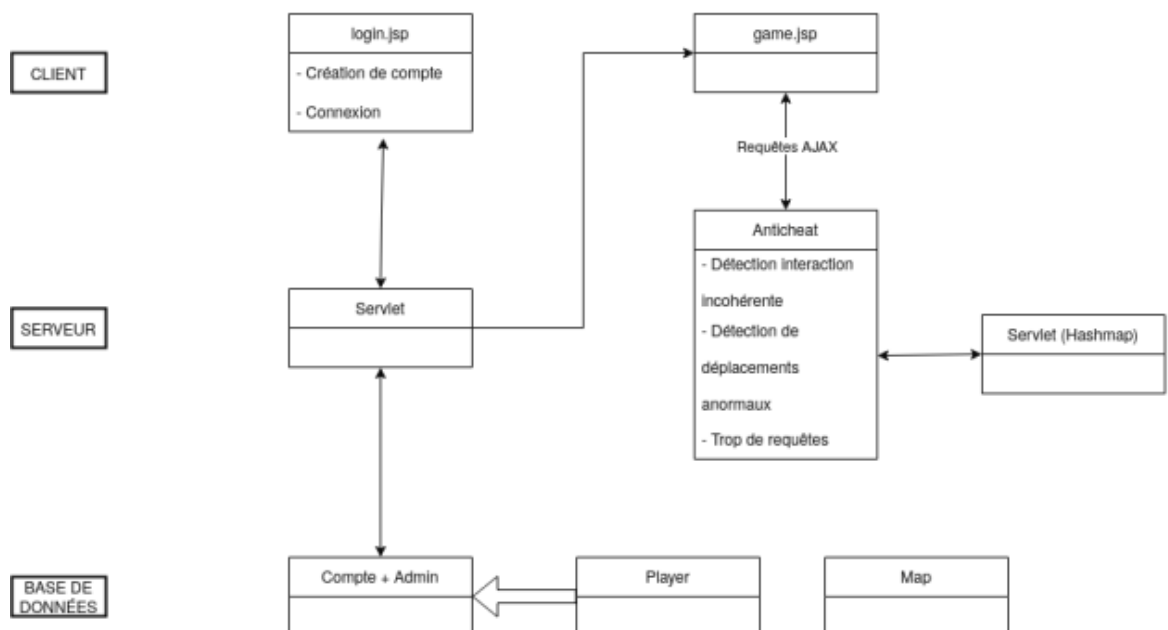 login.jsp
game.jsp
CLIENT
- Création de compte
- Connexion
Requêtes AJAX
Anticheat
- Détection interaction
incohérente
- Détection de
déplacements
anormaux
- Trop de requêtes
Servlet
SERVEUR
Servlet (Hashmap)
BASE DE
DONNÉES
Compte + Admin
Player
Map